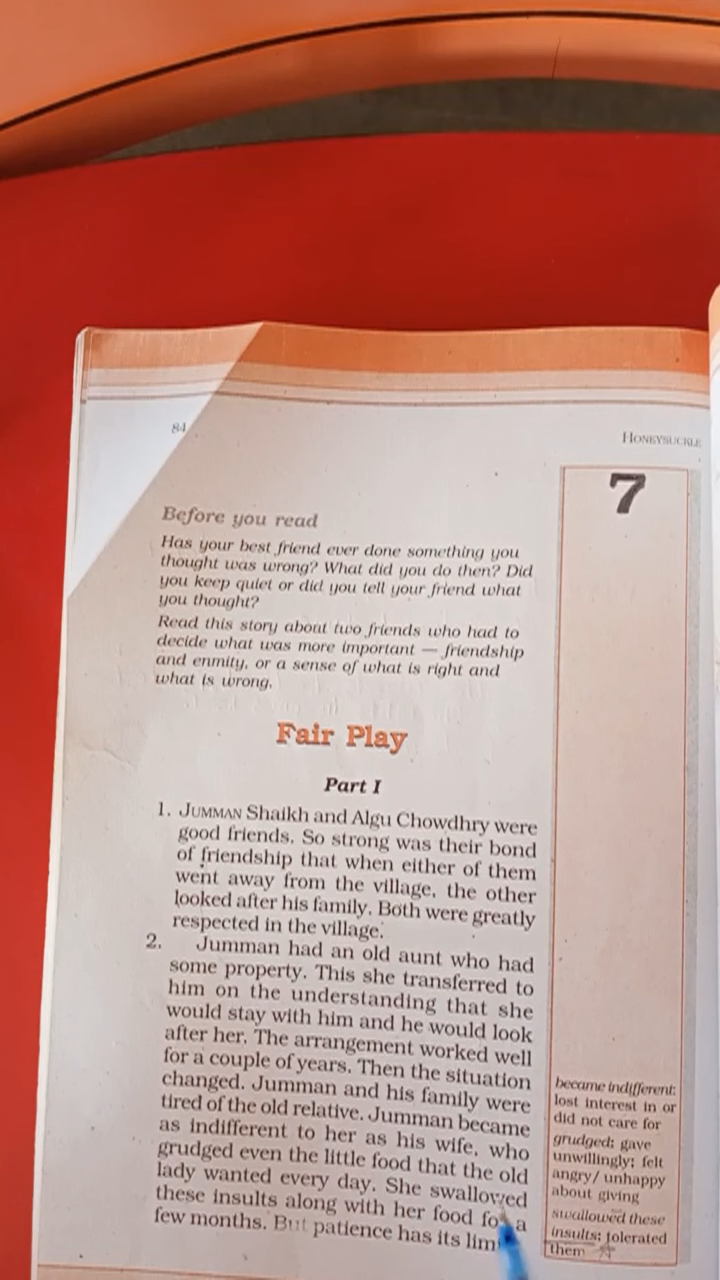 84
HONEYSUCKLE
7
Before you read
Has your best friend ever done something you
thought was wrong? What did you do then? Did
you keep quiet or did you tell your friend what
you thought?
Read this story about two friends who had to
decide what was more important — friendship
and enmity, or a sense of what is right and
what is wrong.
Fair Play
Part I
1. JUMMAN Shaikh and Algu Chowdhry were
good friends. So strong was their bond
of friendship that when either of them
went away from the village, the other
looked after his family. Both were greatly
respected in the village.
2. Jumman had an old aunt who had
some property. This she transferred to
him on the understanding that she
would stay with him and he would look
after her. The arrangement worked well
for a couple of years. Then the situation
changed. Jumman and his family were
tired of the old relative. Jumman became
as indifferent to her as his wife, who
grudged even the little food that the old
lady wanted every day. She swallowed
these insults along with her food a
few months. But patience has its
became indifferent:
lost interest in or
did not care for
grudged: gave
unwillingly; felt
angry/ unhappy
about giving
swallowed these
insults: tolerated
them